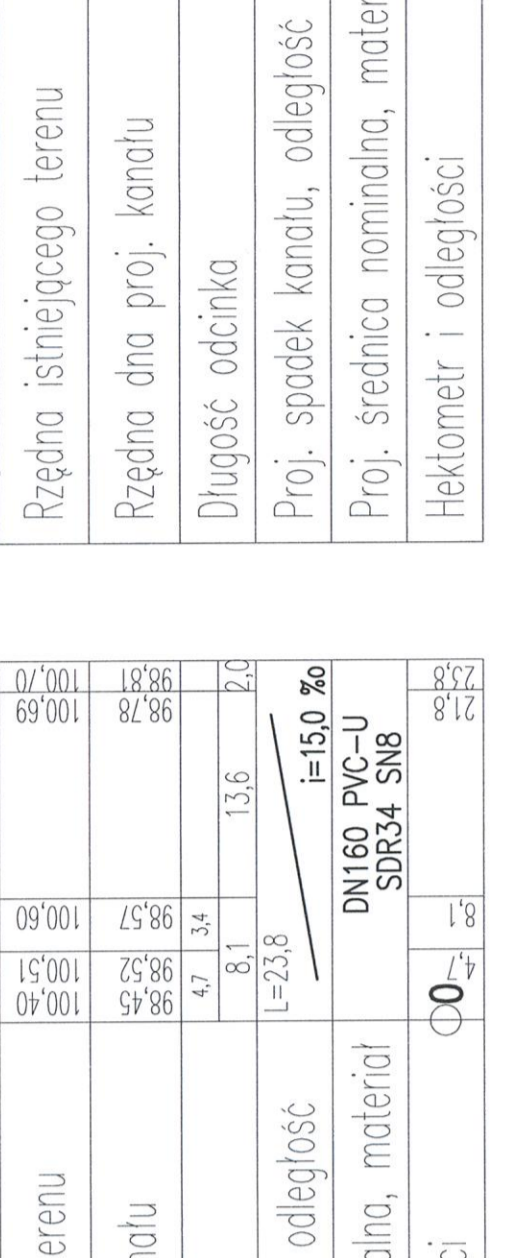 erenu
100,40 100,51 100,60 100,69 100,70
nału
98,45 98,52 98,57 98,78 98,81
4,7 3,4
8,1 13,6 2,0
odległość
L=23,8 i=15,0 ‰
alna, materiał
DN160 PVC-U
SDR34 SN8
ci
0 4,7 8,1 21,8 23,8
Rzędna istniejącego terenu
Rzędna dna proj. kanału
Długość odcinka
Proj. spadek kanału, odległość
Proj. średnica nominalna, mater
Hektometr i odległości